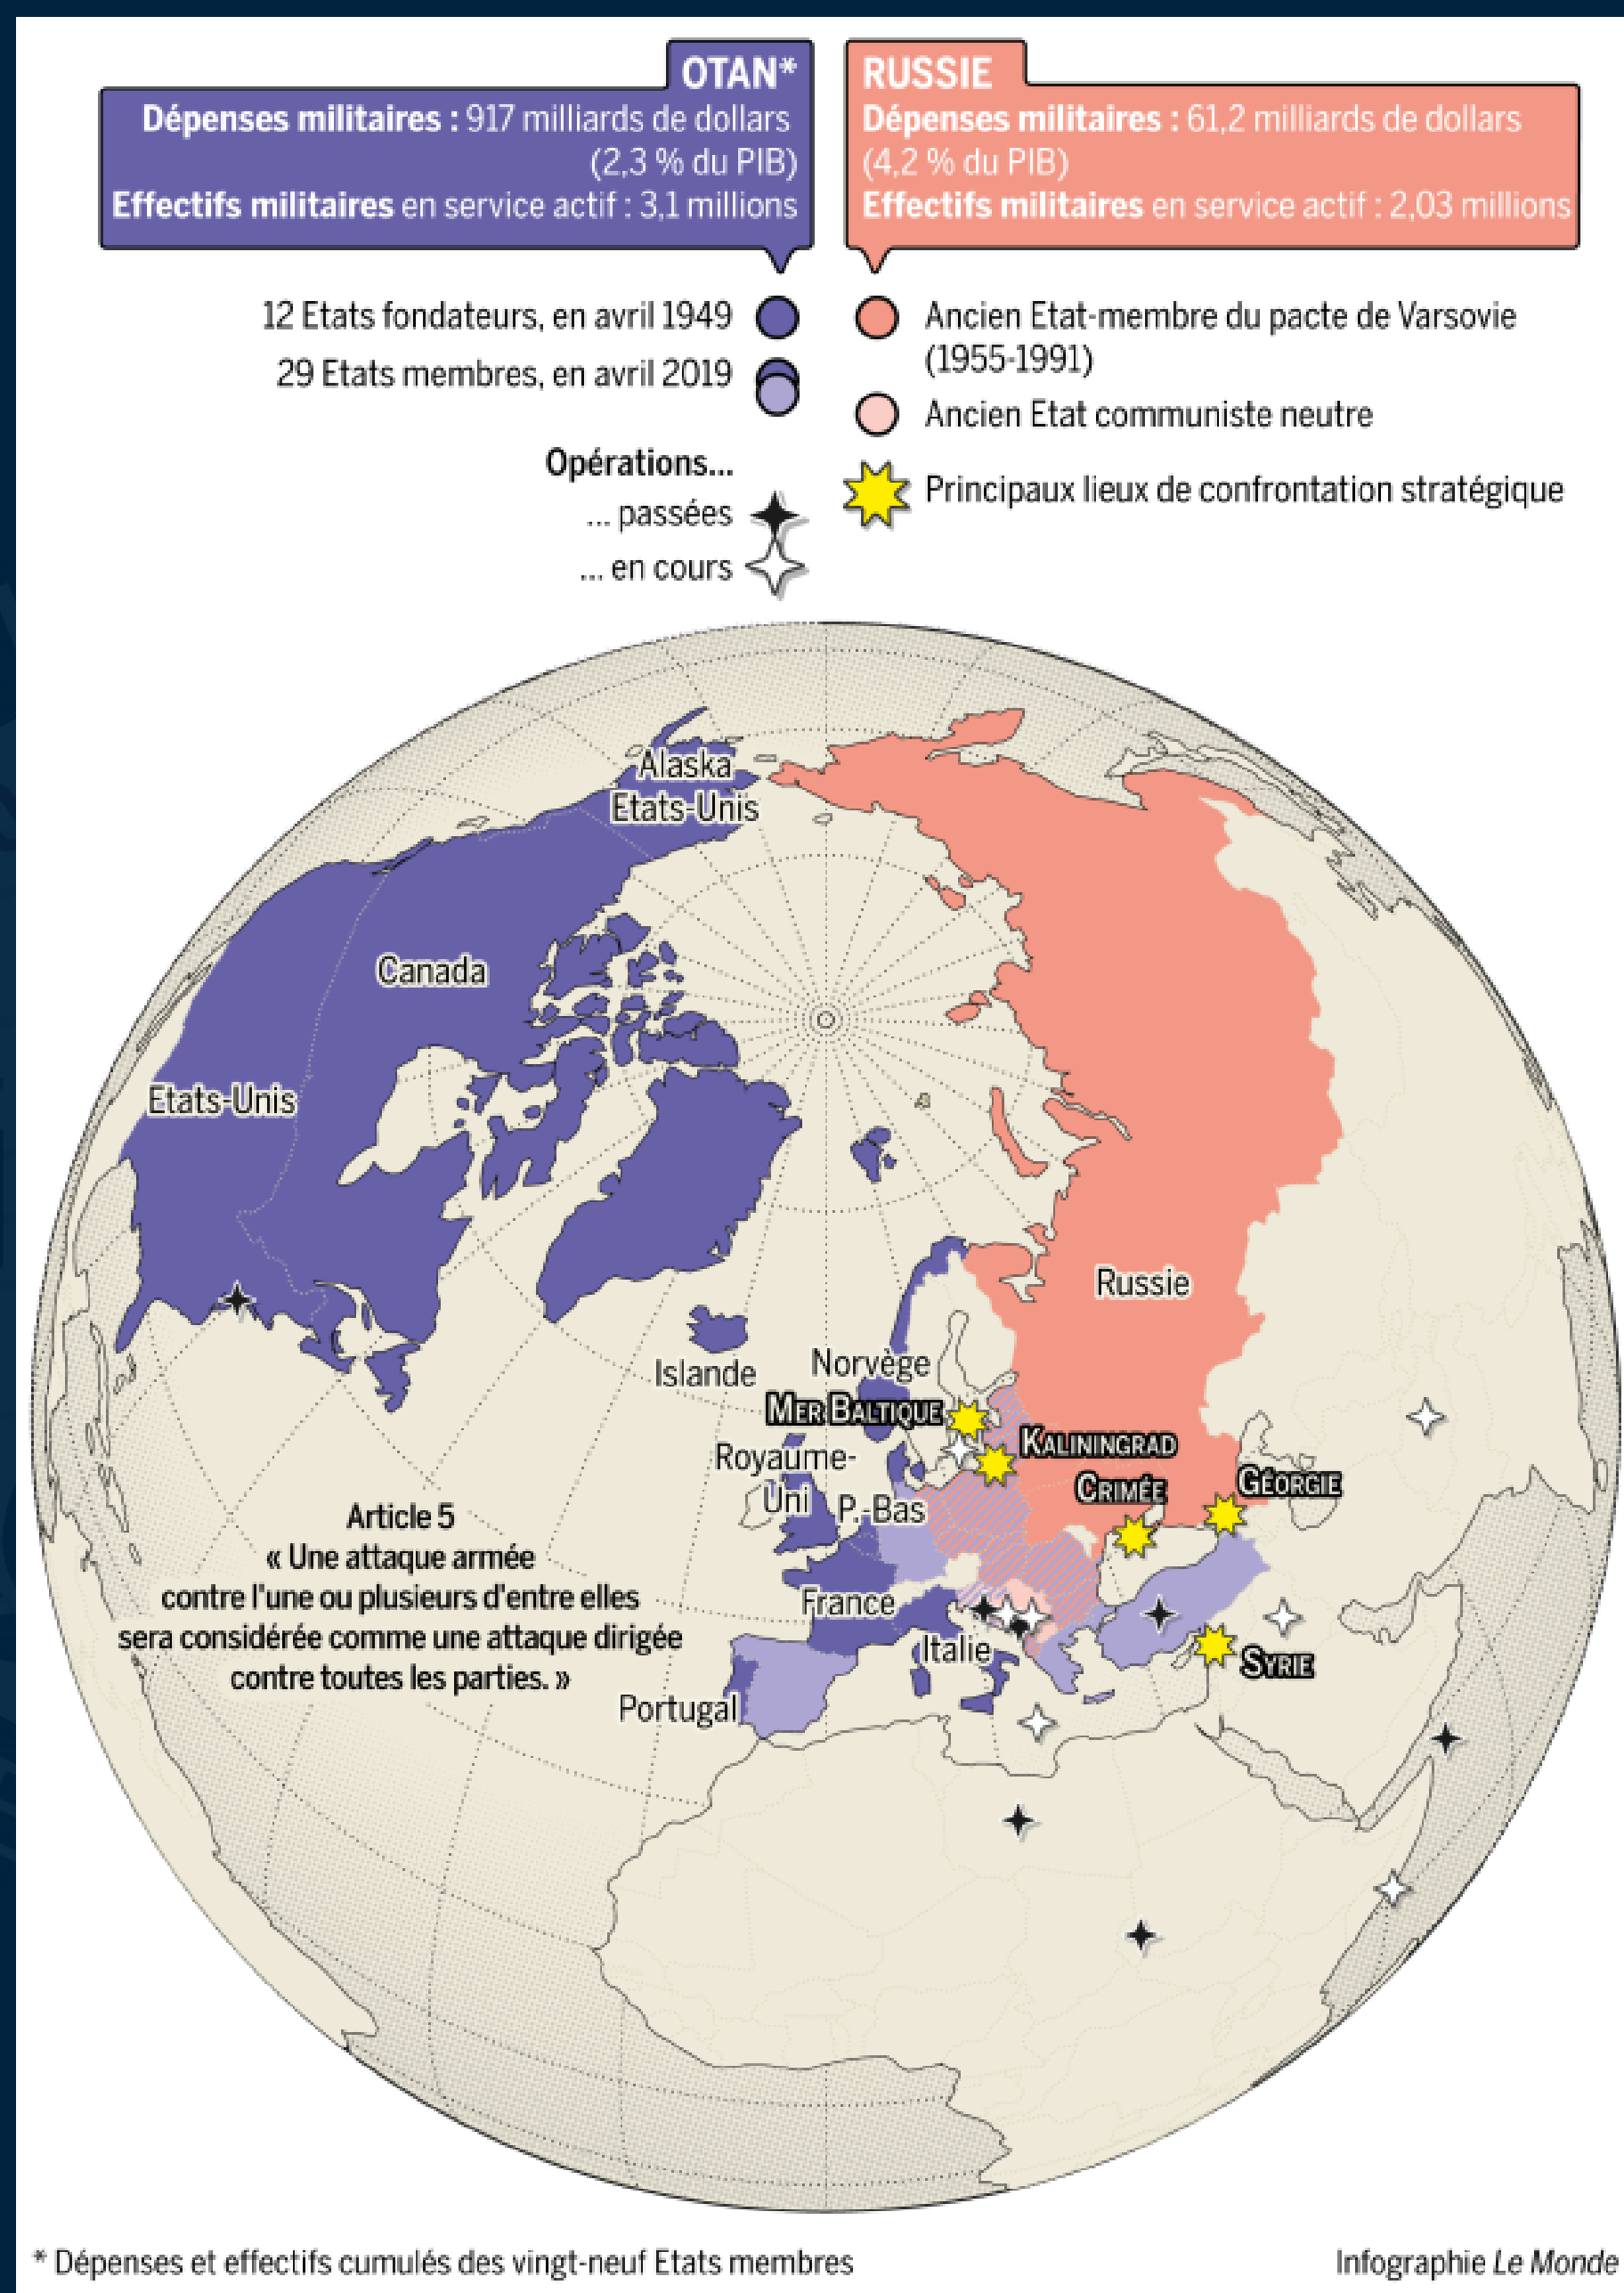 OTAN*
Dépenses militaires : 917 milliards de dollars
(2,3 % du PIB)
Effectifs militaires en service actif : 3,1 millions
RUSSIE
Dépenses militaires : 61,2 milliards de dollars
(4,2 % du PIB)
Effectifs militaires en service actif : 2,03 millions
12 Etats fondateurs, en avril 1949
29 Etats membres, en avril 2019
Opérations...
... passées
... en cours
Ancien Etat-membre du pacte de Varsovie
(1955-1991)
Ancien Etat communiste neutre
Principaux lieux de confrontation stratégique
Alaska
Etats-Unis
Canada
Etats-Unis
Russie
Islande
Norvège
MER BALTIQUE
KALININGRAD
Royaume-
Uni
P.-Bas
CRIMÉE
GÉORGIE
Article 5
« Une attaque armée
contre l'une ou plusieurs d'entre elles
sera considérée comme une attaque dirigée
contre toutes les parties. »
France
Italie
SYRIE
Portugal
* Dépenses et effectifs cumulés des vingt-neuf Etats membres
Infographie Le Monde